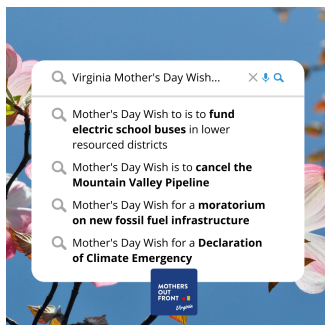 Virginia Mother's Day Wish...
Mother's Day Wish to is to fund
electric school buses in lower
resourced districts
Mother's Day Wish is to cancel the
Mountain Valley Pipeline
Mother's Day Wish for a moratorium
on new fossil fuel infrastructure
Mother's Day Wish for a Declaration
of Climate Emergency
MOTHERS
OUT
FRONT
Virginia